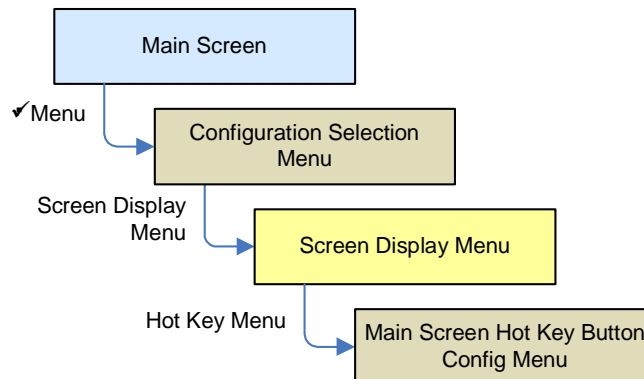 Main Screen
✓Menu
Configuration Selection
Menu
Screen Display
Menu
Screen Display Menu
Hot Key Menu
Main Screen Hot Key Button
Config Menu